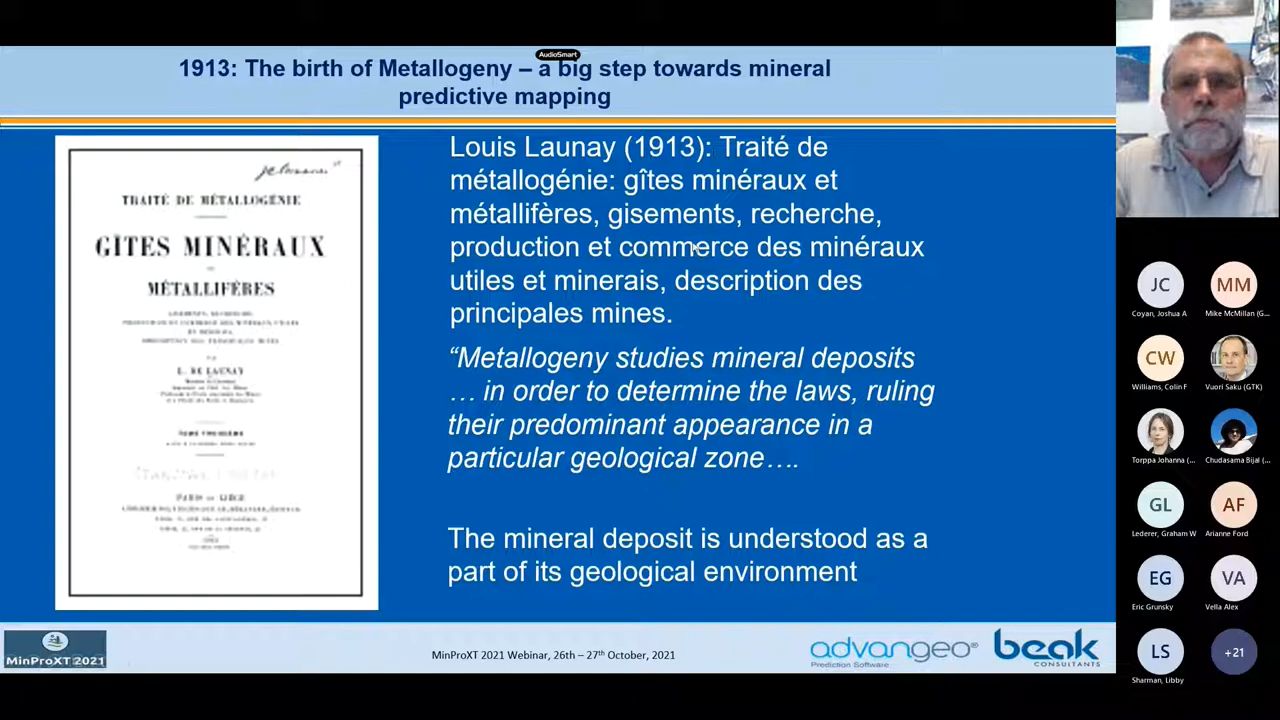 AudioSmart
1913: The birth of Metallogeny – a big step towards mineral
predictive mapping
TRAITÉ DE MÉTALLOGÉNIE
GÎTES MINÉRAUX
MÉTALLIFÈRES
L. DE LAUNAY
Louis Launay (1913): Traité de
métallogénie: gîtes minéraux et
métallifères, gisements, recherche,
production et commerce des minéraux
utiles et minerais, description des
principales mines.
“Metallogeny studies mineral deposits
… in order to determine the laws, ruling
their predominant appearance in a
particular geological zone….
The mineral deposit is understood as a
part of its geological environment
MinProXT 2021
MinProXT 2021 Webinar, 26th – 27th October, 2021
advangeo®
Prediction Software
beak
CONSULTANTS
JC
Coyan, Joshua A
MM
Mike McMillan (G...
CW
Williams, Colin F
Vuori Saku (GTK)
Torppa Johanna (...
Chudasama Bijal (...
GL
Lederer, Graham W
AF
Arianne Ford
EG
Eric Grunsky
VA
Vella Alex
LS
Sharman, Libby
+21